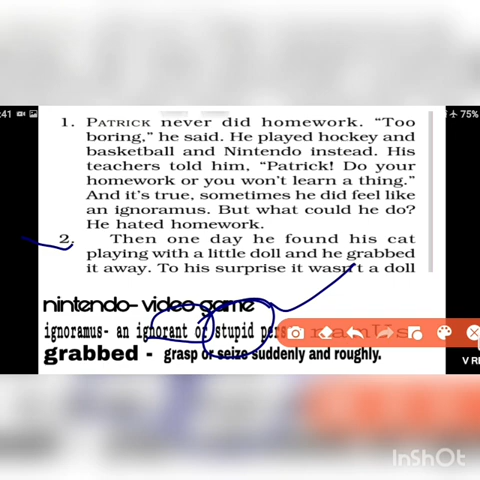 :41
75%
1. PATRICK never did homework. “Too
boring,” he said. He played hockey and
basketball and Nintendo instead. His
teachers told him, “Patrick! Do your
homework or you won’t learn a thing.”
And it’s true, sometimes he did feel like
an ignoramus. But what could he do?
He hated homework.
2. Then one day he found his cat
playing with a little doll and he grabbed
it away. To his surprise it wasn’t a doll
nintendo- video game
ignoramus- an ignorant or stupid
grabbed - grasp or seize suddenly and roughly.
InShOt